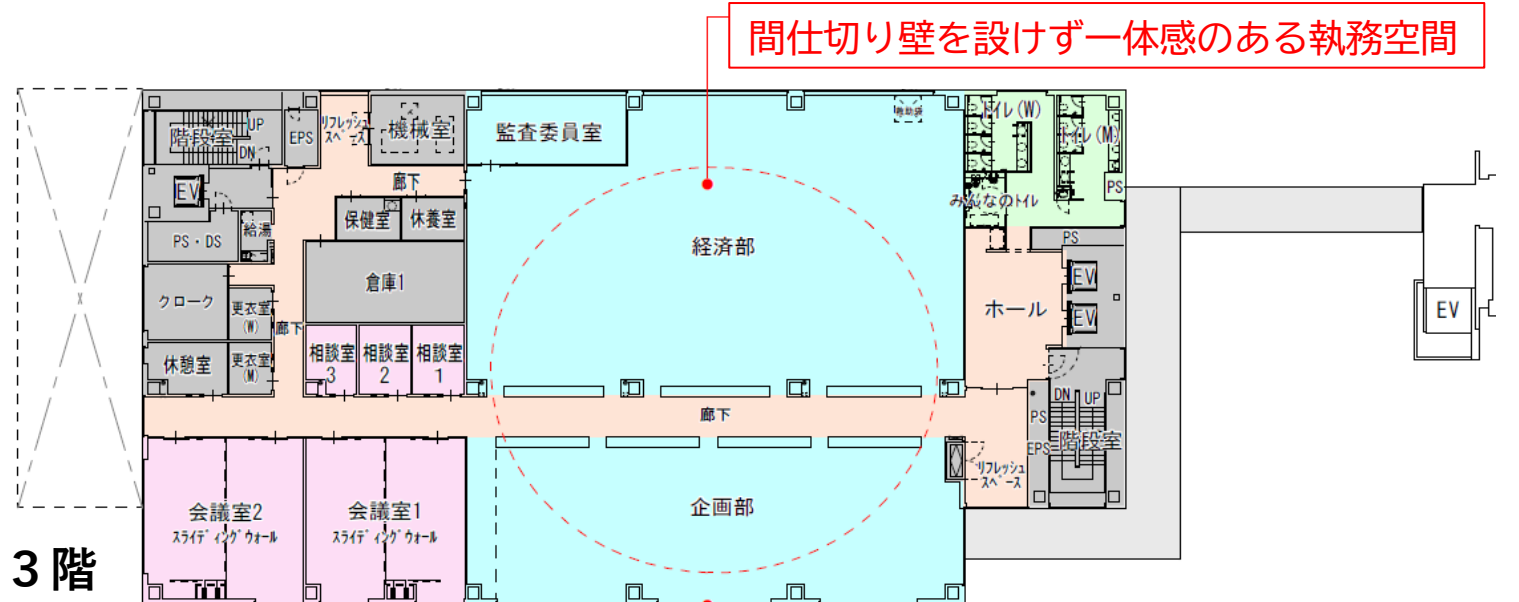 間仕切り壁を設けず一体感のある執務空間
階段室
UP
DN
EPS
リフレッシュ
スペース
機械室
監査委員室
救助袋
トイレ(W)
トイレ(M)
EV
廊下
PS
保健室
休養室
みんなのトイレ
給湯
PS・DS
経済部
PS
倉庫1
EV
クローク
更衣室
(W)
廊下
ホール
EV
EV
休憩室
更衣室
(M)
相談室
3
相談室
2
相談室
1
DN
UP
廊下
PS
EPS
階段室
リフレッシュ
スペース
会議室2
スライディングウォール
会議室1
スライディングウォール
企画部
3階